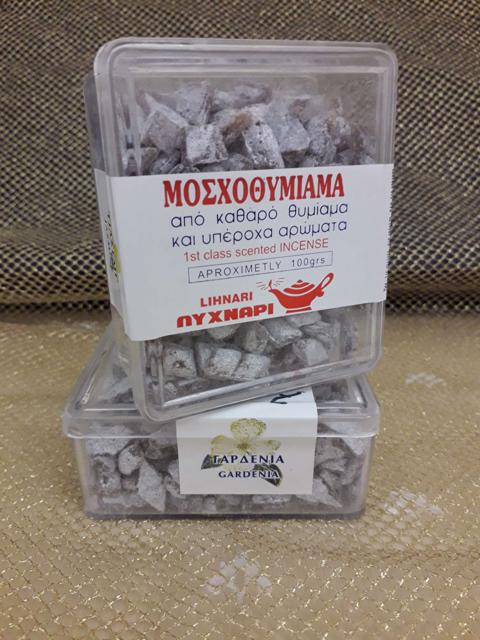 ΜΟΣΧΟΘΥΜΙΑΜΑ
από καθαρό θυμίαμα
και υπέροχα αρώματα
1st class scented INCENSE
APROXIMETLY 100grs
LIHNARI
ΛΥΧΝΑΡΙ
ΓΑΡΔΕΝΙΑ
GARDENIA